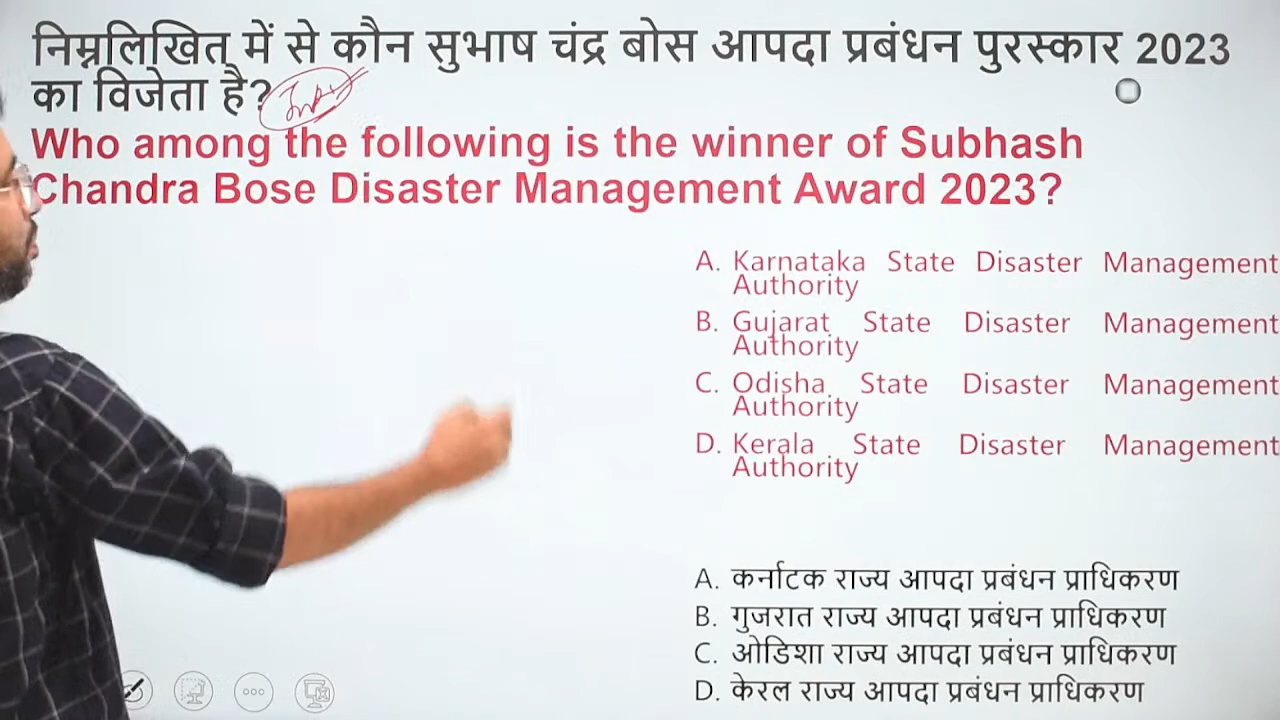 निम्नलिखित में से कौन सुभाष चंद्र बोस आपदा प्रबंधन पुरस्कार 2023
का विजेता है?
Who among the following is the winner of Subhash
Chandra Bose Disaster Management Award 2023?
A. Karnataka State Disaster Management
Authority
B. Gujarat State Disaster Management
Authority
C. Odisha State Disaster Management
Authority
D. Kerala State Disaster Management
Authority
A. कर्नाटक राज्य आपदा प्रबंधन प्राधिकरण
B. गुजरात राज्य आपदा प्रबंधन प्राधिकरण
C. ओडिशा राज्य आपदा प्रबंधन प्राधिकरण
D. केरल राज्य आपदा प्रबंधन प्राधिकरण